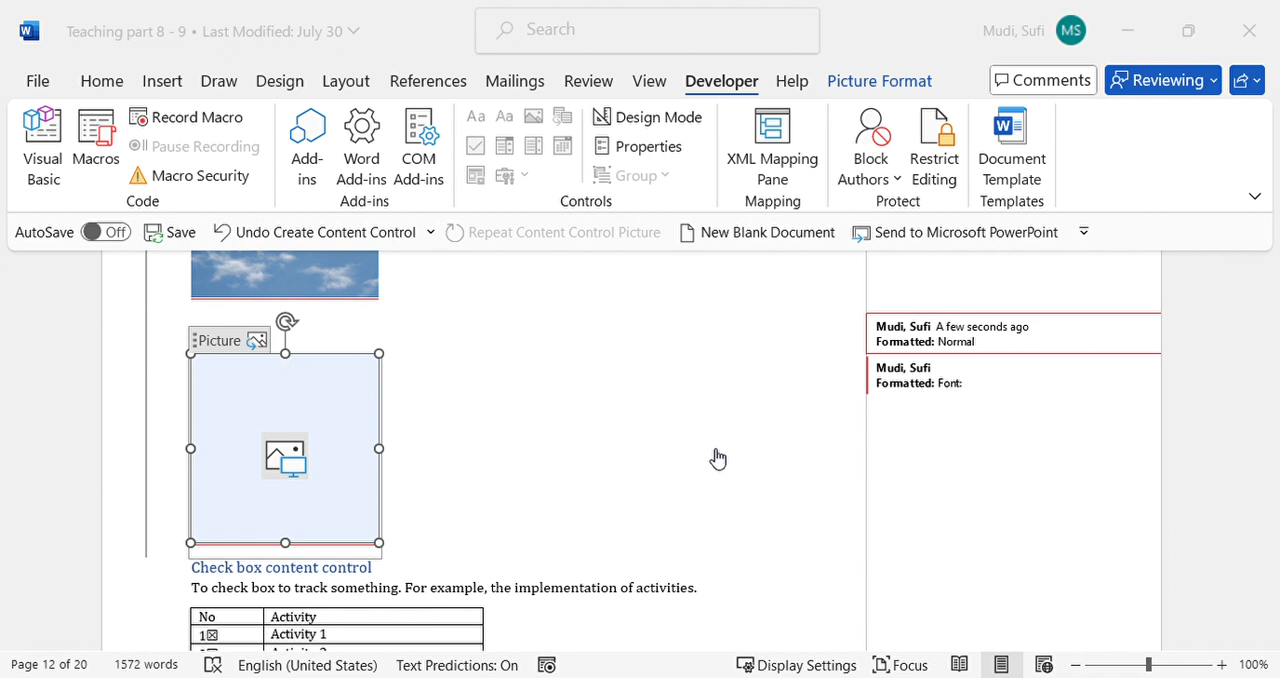 Teaching part 8 - 9 • Last Modified: July 30
Search
Mudi, Sufi
MS
File Home Insert Draw Design Layout References Mailings Review View Developer Help Picture Format
Comments
Reviewing
Visual Basic
Macros
Record Macro
Pause Recording
Macro Security
Code
Add-ins
Word Add-ins
COM Add-ins
Add-ins
Aa Aa
Design Mode
Properties
Group
Controls
XML Mapping Pane
Mapping
Block Authors
Restrict Editing
Protect
Document Template
Templates
AutoSave Off Save Undo Create Content Control Repeat Content Control Picture New Blank Document Send to Microsoft PowerPoint
Picture
Mudi, Sufi A few seconds ago
Formatted: Normal
Mudi, Sufi
Formatted: Font:
Check box content control
To check box to track something. For example, the implementation of activities.
No Activity
1☒ Activity 1
Page 12 of 20 1572 words English (United States) Text Predictions: On Display Settings Focus 100%